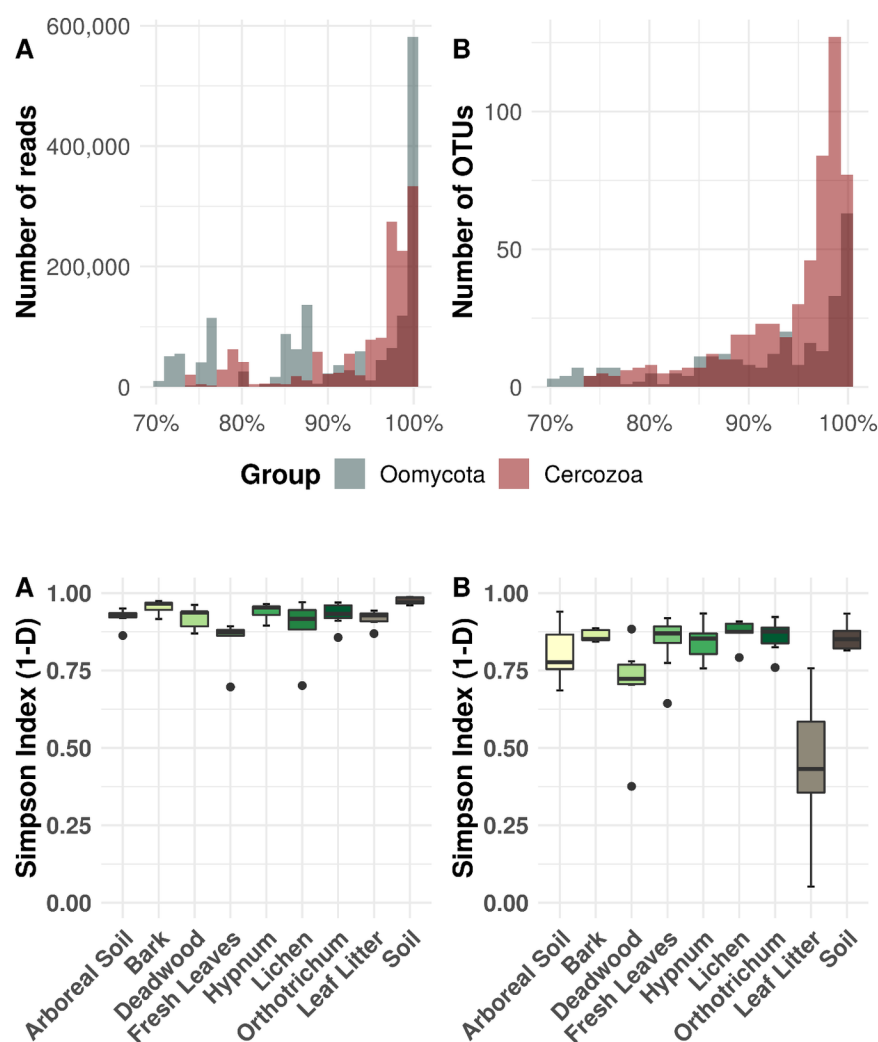 A
B
Number of reads
600,000
400,000
200,000
0
70%
80%
90%
100%
Number of OTUs
100
50
0
70%
80%
90%
100%
Group
Oomycota
Cercozoa
A
Simpson Index (1-D)
1.00
0.75
0.50
0.25
0.00
Arboreal Soil
Bark
Deadwood
Fresh Leaves
Hypnum
Lichen
Orthotrichum
Leaf Litter
Soil
B
Simpson Index (1-D)
1.00
0.75
0.50
0.25
0.00
Arboreal Soil
Bark
Deadwood
Fresh Leaves
Hypnum
Lichen
Orthotrichum
Leaf Litter
Soil